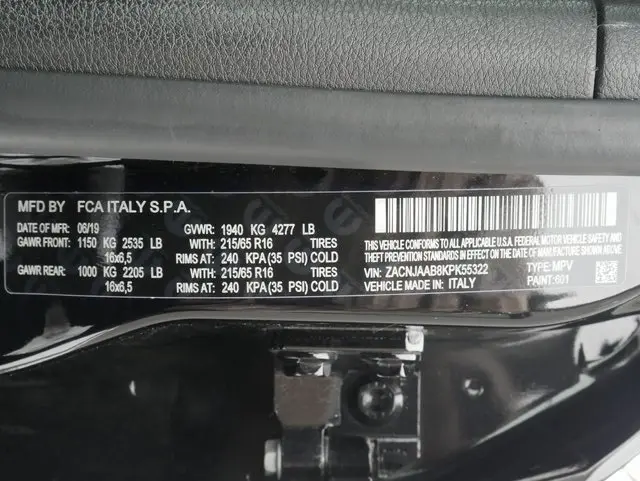 MFD BY FCA ITALY S.P.A.
DATE OF MFR: 06/19 GVWR: 1940 KG 4277 LB
GAWR FRONT: 1150 KG 2535 LB WITH: 215/65 R16 TIRES
16x6,5 RIMS AT: 240 KPA(35 PSI) COLD
GAWR REAR: 1000 KG 2205 LB WITH: 215/65 R16 TIRES
16x6,5 RIMS AT: 240 KPA(35 PSI) COLD
THIS VEHICLE CONFORMS TO ALL APPLICABLE U.S.A. FEDERAL MOTOR VEHICLE SAFETY AND
THEFT PREVENTION STANDARDS IN EFFECT ON THE DATE OF MANUFACTURE SHOWN ABOVE.
VIN: ZACNJAAB8KPK55322 TYPE: MPV
VEHICLE MADE IN: ITALY PAINT:601